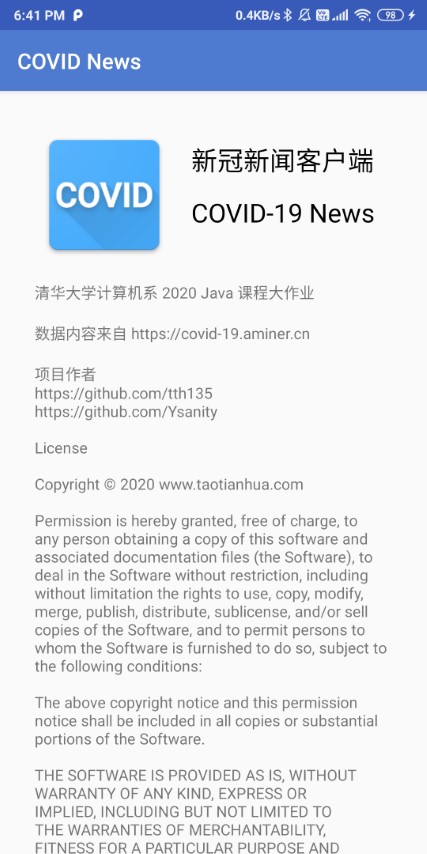 6:41 PM
0.4KB/s
98
COVID News
COVID
新冠新闻客户端
COVID-19 News
清华大学计算机系 2020 Java 课程大作业
数据内容来自 https://covid-19.aminer.cn
项目作者
https://github.com/tth135
https://github.com/Ysanity
License
Copyright © 2020 www.taotianhua.com
Permission is hereby granted, free of charge, to
any person obtaining a copy of this software and
associated documentation files (the Software), to
deal in the Software without restriction, including
without limitation the rights to use, copy, modify,
merge, publish, distribute, sublicense, and/or sell
copies of the Software, and to permit persons to
whom the Software is furnished to do so, subject to
the following conditions:
The above copyright notice and this permission
notice shall be included in all copies or substantial
portions of the Software.
THE SOFTWARE IS PROVIDED AS IS, WITHOUT
WARRANTY OF ANY KIND, EXPRESS OR
IMPLIED, INCLUDING BUT NOT LIMITED TO
THE WARRANTIES OF MERCHANTABILITY,
FITNESS FOR A PARTICULAR PURPOSE AND